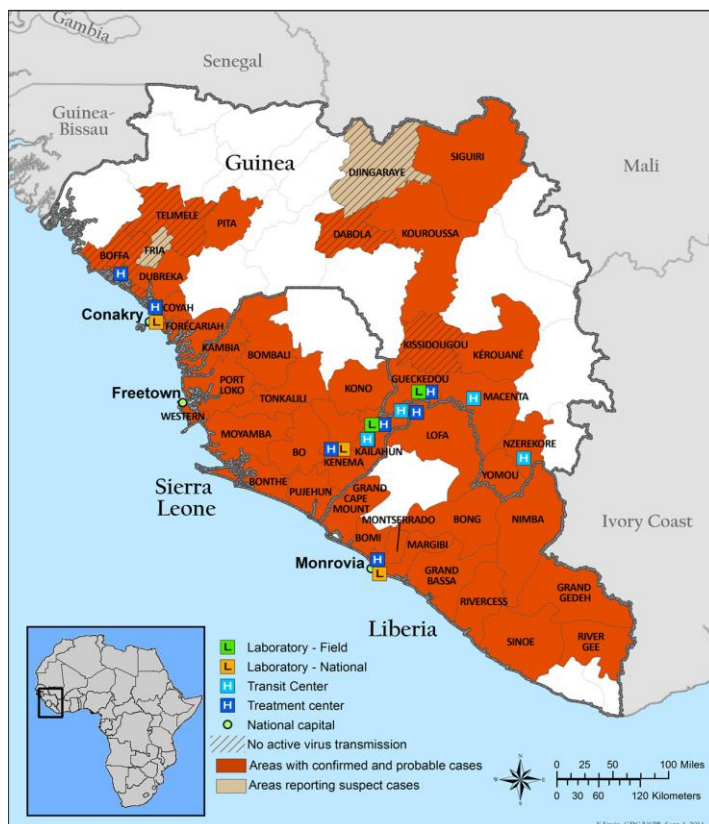 Gambia
Senegal
Guinea-
Bissau
Guinea
Mali
DJINGARAYE
SIGUIRI
TELIMELE
PITA
DABOLA
KOUROUSSA
BOFFA
FRIA
DUBREKA
COYAH
Conakry
FORÉCARIAH
KISSIDOUGOU
KÉROUANÉ
KAMBIA
BOMBALI
KONO
GUECKEDOU
MACENTA
Freetown
PORT
LOKO
TONKALILI
WESTERN
MOYAMBA
BO
KENEMA
KAILAHUN
LOFA
NZEREKORE
YOMOU
Sierra
Leone
BONTHE
PUJEHUN
GRAND
CAPE
MOUNT
MONTSERRADO
BONG
NIMBA
Ivory Coast
BOMI
MARGIBI
Monrovia
GRAND
BASSA
GRAND
GEDEH
RIVERCESS
Liberia
SINOE
RIVER
GEE
L Laboratory - Field
L Laboratory - National
H Transit Center
H Treatment center
National capital
No active virus transmission
Areas with confirmed and probable cases
Areas reporting suspect cases
N
W E
S
0 25 50 100 Miles
0 30 60 120 Kilometers